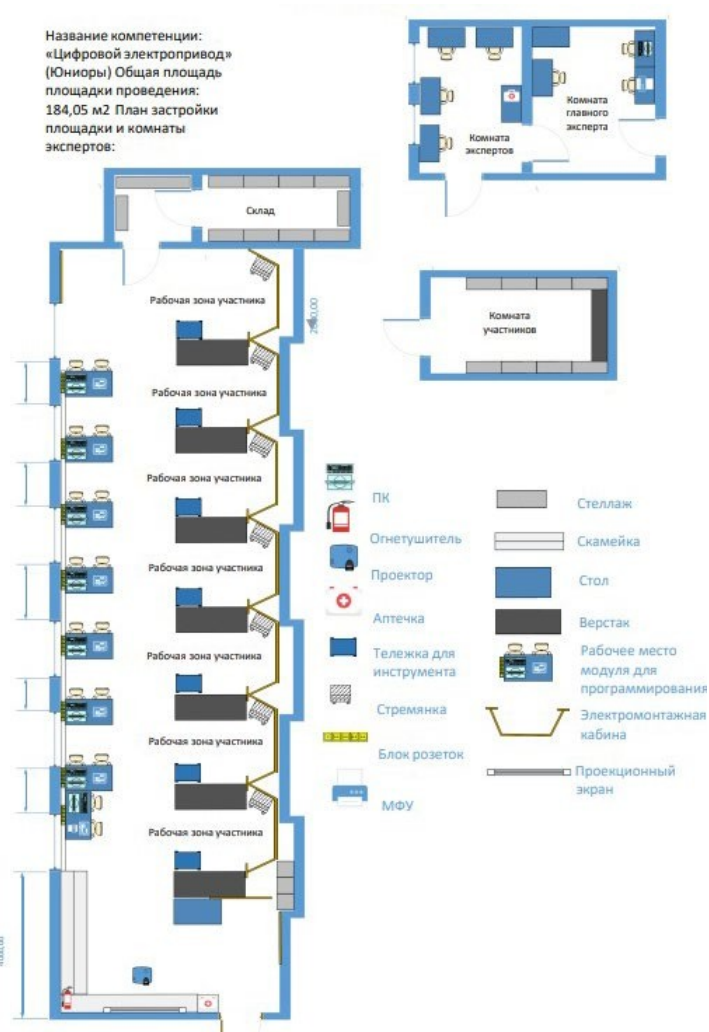 Название компетенции:
«Цифровой электропривод»
(Юниоры) Общая площадь
площадки проведения:
184,05 м2 План застройки
площадки и комнаты
экспертов:
Комната
экспертов
Комната
главного
эксперта
Склад
Рабочая зона участника
Комната
участников
Рабочая зона участника
Рабочая зона участника
Рабочая зона участника
Рабочая зона участника
Рабочая зона участника
Рабочая зона участника
ПК
Огнетушитель
Проектор
Аптечка
Тележка для
инструмента
Стремянка
Блок розеток
МФУ
Стеллаж
Скамейка
Стол
Верстак
Рабочее место
модуля для
программирования
Электромонтажная
кабина
Проекционный
экран